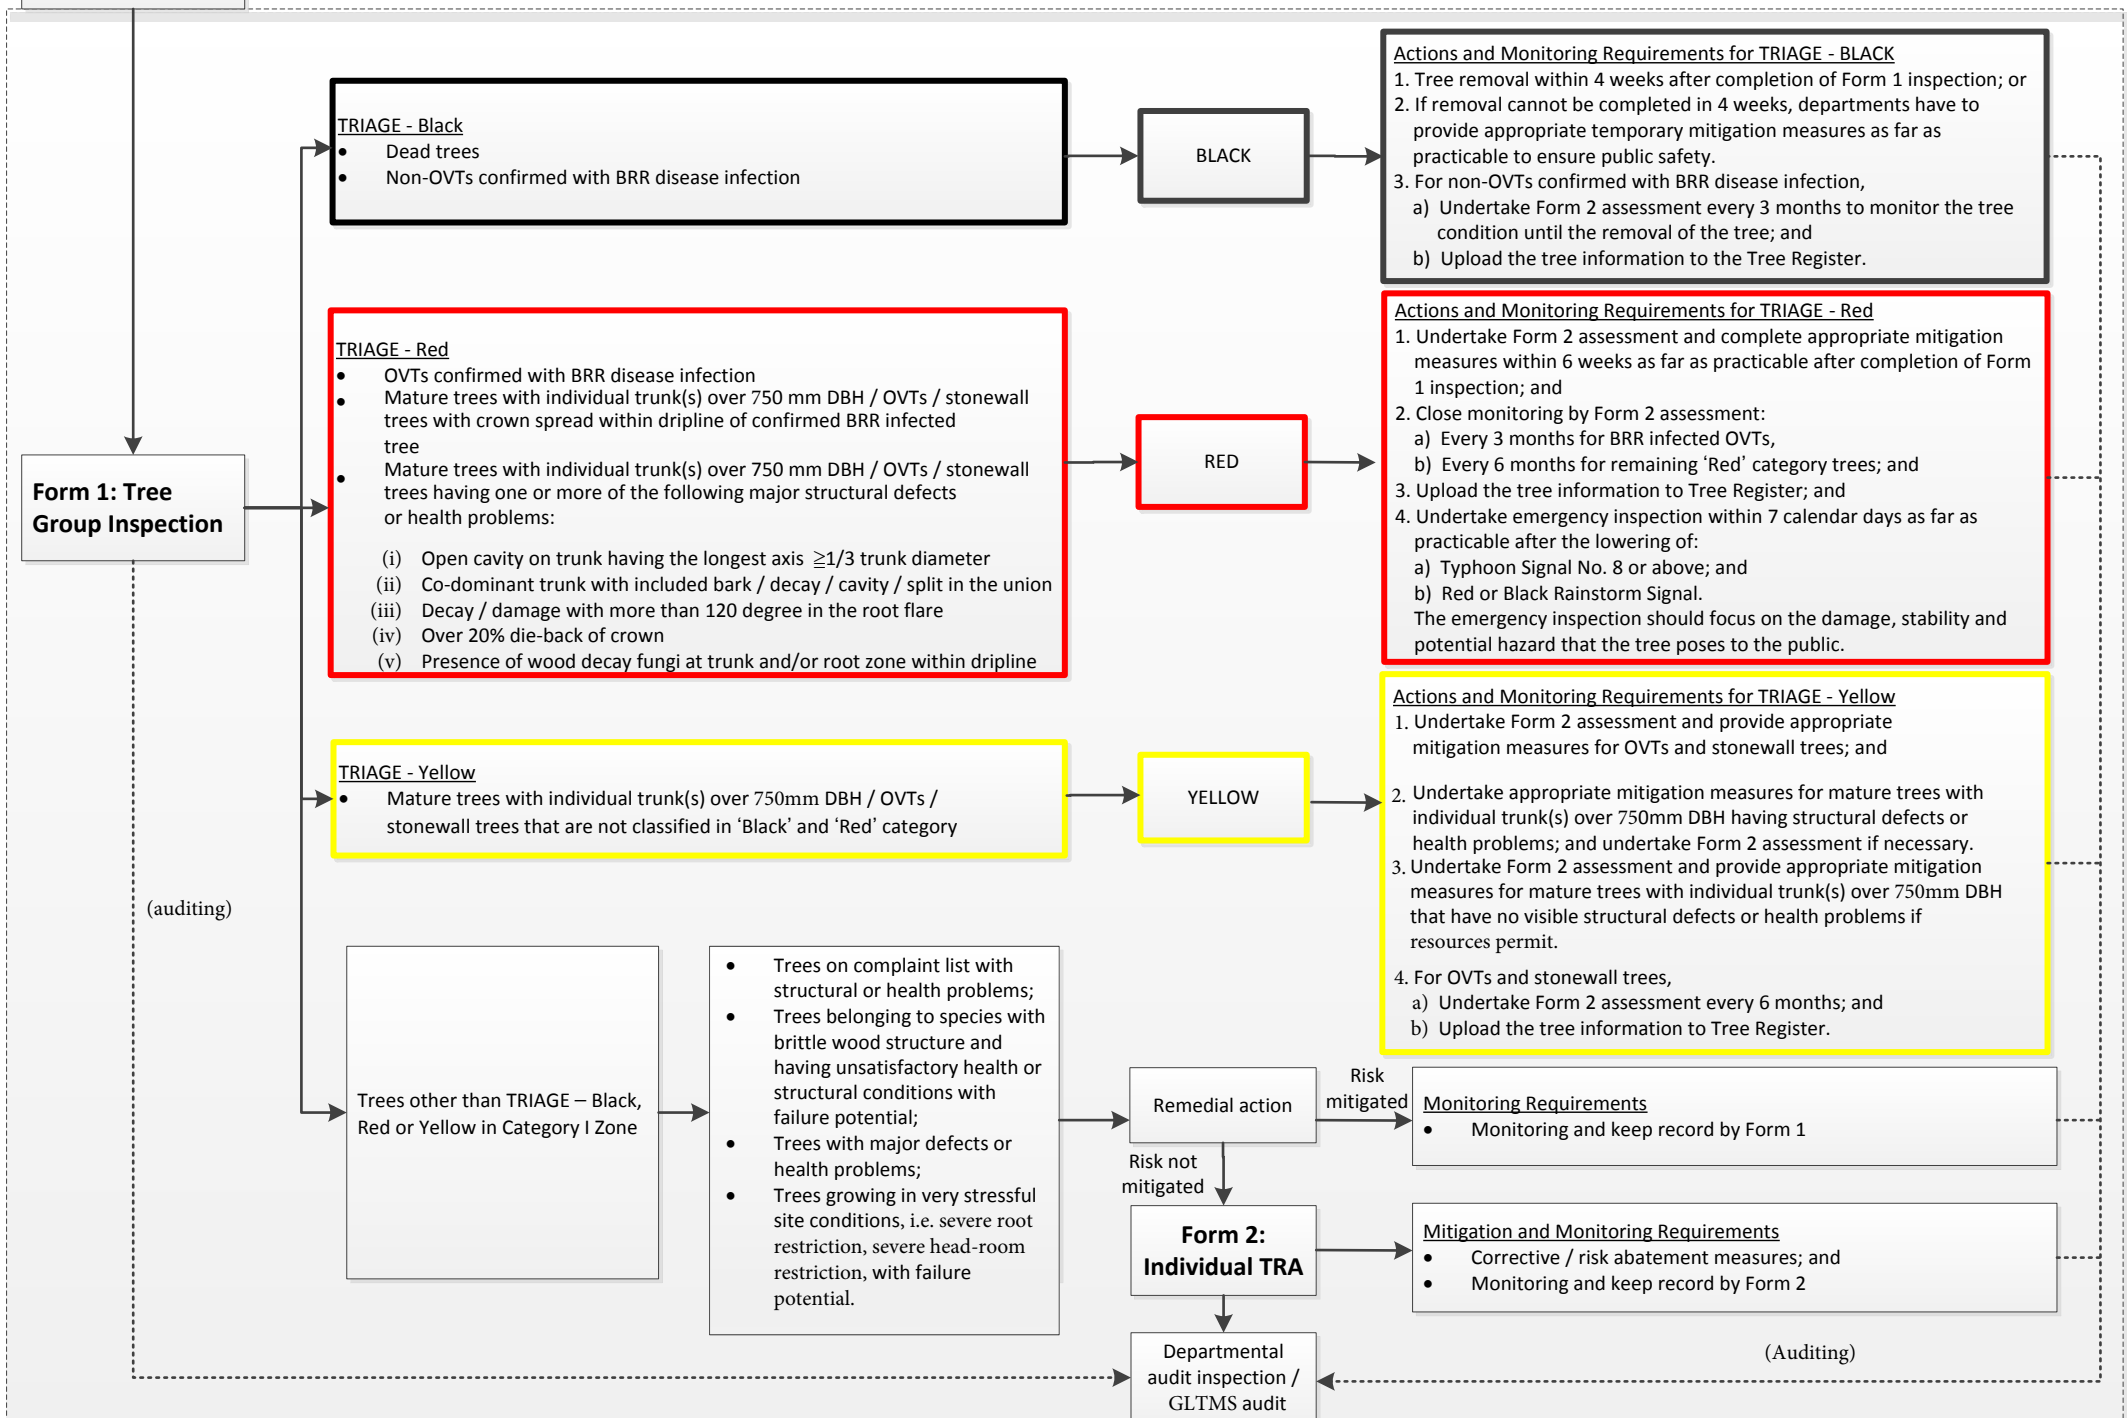 TRIAGE - Black
• Dead trees
• Non-OVTs confirmed with BRR disease infection
BLACK
Actions and Monitoring Requirements for TRIAGE - BLACK
1. Tree removal within 4 weeks after completion of Form 1 inspection; or
2. If removal cannot be completed in 4 weeks, departments have to
provide appropriate temporary mitigation measures as far as
practicable to ensure public safety.
3. For non-OVTs confirmed with BRR disease infection,
a) Undertake Form 2 assessment every 3 months to monitor the tree
condition until the removal of the tree; and
b) Upload the tree information to the Tree Register.
Form 1: Tree
Group Inspection
TRIAGE - Red
• OVTs confirmed with BRR disease infection
• Mature trees with individual trunk(s) over 750 mm DBH / OVTs / stonewall
trees with crown spread within dripline of confirmed BRR infected
tree
• Mature trees with individual trunk(s) over 750 mm DBH / OVTs / stonewall
trees having one or more of the following major structural defects
or health problems:
(i) Open cavity on trunk having the longest axis ≧1/3 trunk diameter
(ii) Co-dominant trunk with included bark / decay / cavity / split in the union
(iii) Decay / damage with more than 120 degree in the root flare
(iv) Over 20% die-back of crown
(v) Presence of wood decay fungi at trunk and/or root zone within dripline
RED
Actions and Monitoring Requirements for TRIAGE - Red
1. Undertake Form 2 assessment and complete appropriate mitigation
measures within 6 weeks as far as practicable after completion of Form
1 inspection; and
2. Close monitoring by Form 2 assessment:
a) Every 3 months for BRR infected OVTs,
b) Every 6 months for remaining ‘Red’ category trees; and
3. Upload the tree information to Tree Register; and
4. Undertake emergency inspection within 7 calendar days as far as
practicable after the lowering of:
a) Typhoon Signal No. 8 or above; and
b) Red or Black Rainstorm Signal.
The emergency inspection should focus on the damage, stability and
potential hazard that the tree poses to the public.
TRIAGE - Yellow
• Mature trees with individual trunk(s) over 750mm DBH / OVTs /
stonewall trees that are not classified in ‘Black’ and ‘Red’ category
YELLOW
Actions and Monitoring Requirements for TRIAGE - Yellow
1. Undertake Form 2 assessment and provide appropriate
mitigation measures for OVTs and stonewall trees; and
2. Undertake appropriate mitigation measures for mature trees with
individual trunk(s) over 750mm DBH having structural defects or
health problems; and undertake Form 2 assessment if necessary.
3. Undertake Form 2 assessment and provide appropriate mitigation
measures for mature trees with individual trunk(s) over 750mm DBH
that have no visible structural defects or health problems if
resources permit.
4. For OVTs and stonewall trees,
a) Undertake Form 2 assessment every 6 months; and
b) Upload the tree information to Tree Register.
(auditing)
Trees other than TRIAGE – Black,
Red or Yellow in Category I Zone
• Trees on complaint list with
structural or health problems;
• Trees belonging to species with
brittle wood structure and
having unsatisfactory health or
structural conditions with
failure potential;
• Trees with major defects or
health problems;
• Trees growing in very stressful
site conditions, i.e. severe root
restriction, severe head-room
restriction, with failure
potential.
Remedial action
Risk
mitigated
Monitoring Requirements
• Monitoring and keep record by Form 1
Risk not
mitigated
Form 2:
Individual TRA
Mitigation and Monitoring Requirements
• Corrective / risk abatement measures; and
• Monitoring and keep record by Form 2
Departmental
audit inspection /
GLTMS audit
(Auditing)